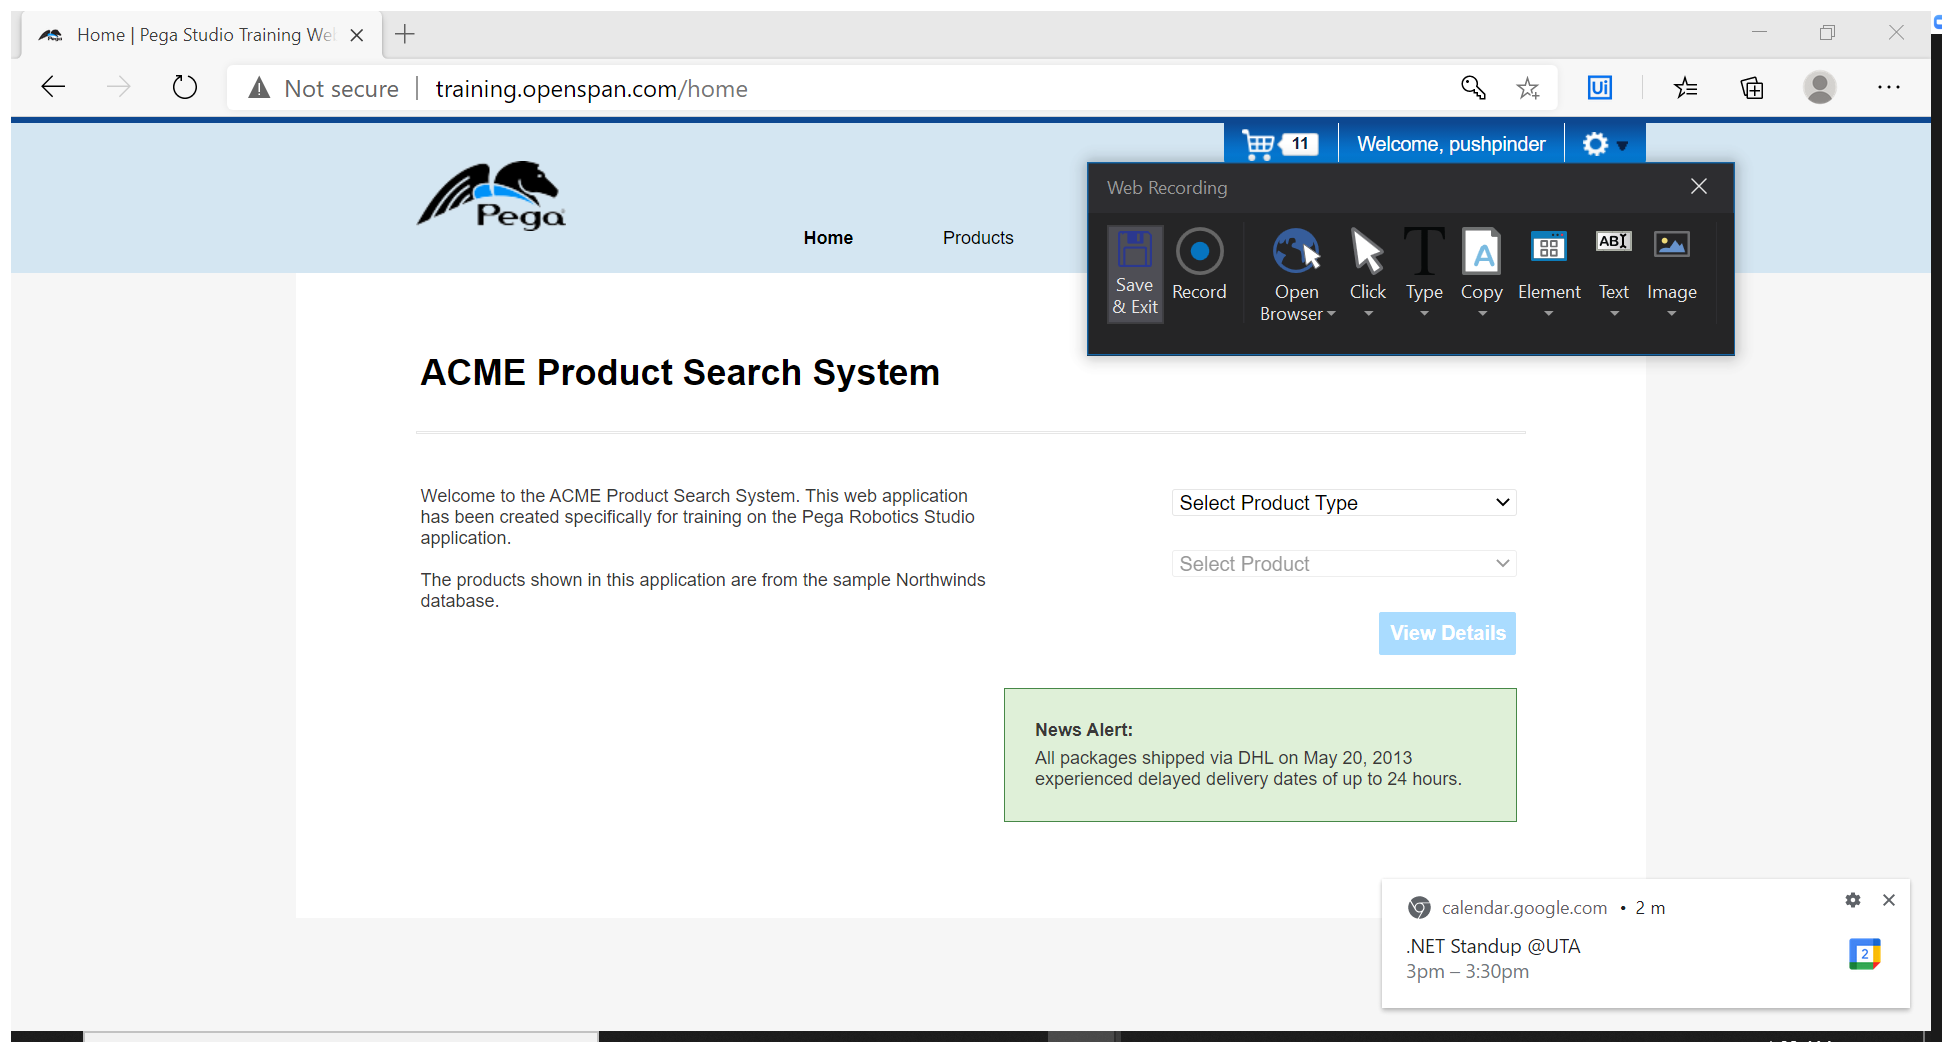 Home | Pega Studio Training We
Not secure
training.openspan.com/home
Ui
11
Welcome, pushpinder
Pega
Home
Products
Web Recording
Save
& Exit
Record
Open
Browser
Click
T
Type
A
Copy
Element
AB
Text
Image
ACME Product Search System
Welcome to the ACME Product Search System. This web application
has been created specifically for training on the Pega Robotics Studio
application.
The products shown in this application are from the sample Northwinds
database.
Select Product Type
Select Product
View Details
News Alert:
All packages shipped via DHL on May 20, 2013
experienced delayed delivery dates of up to 24 hours.
calendar.google.com • 2 m
.NET Standup @UTA
3pm – 3:30pm
2